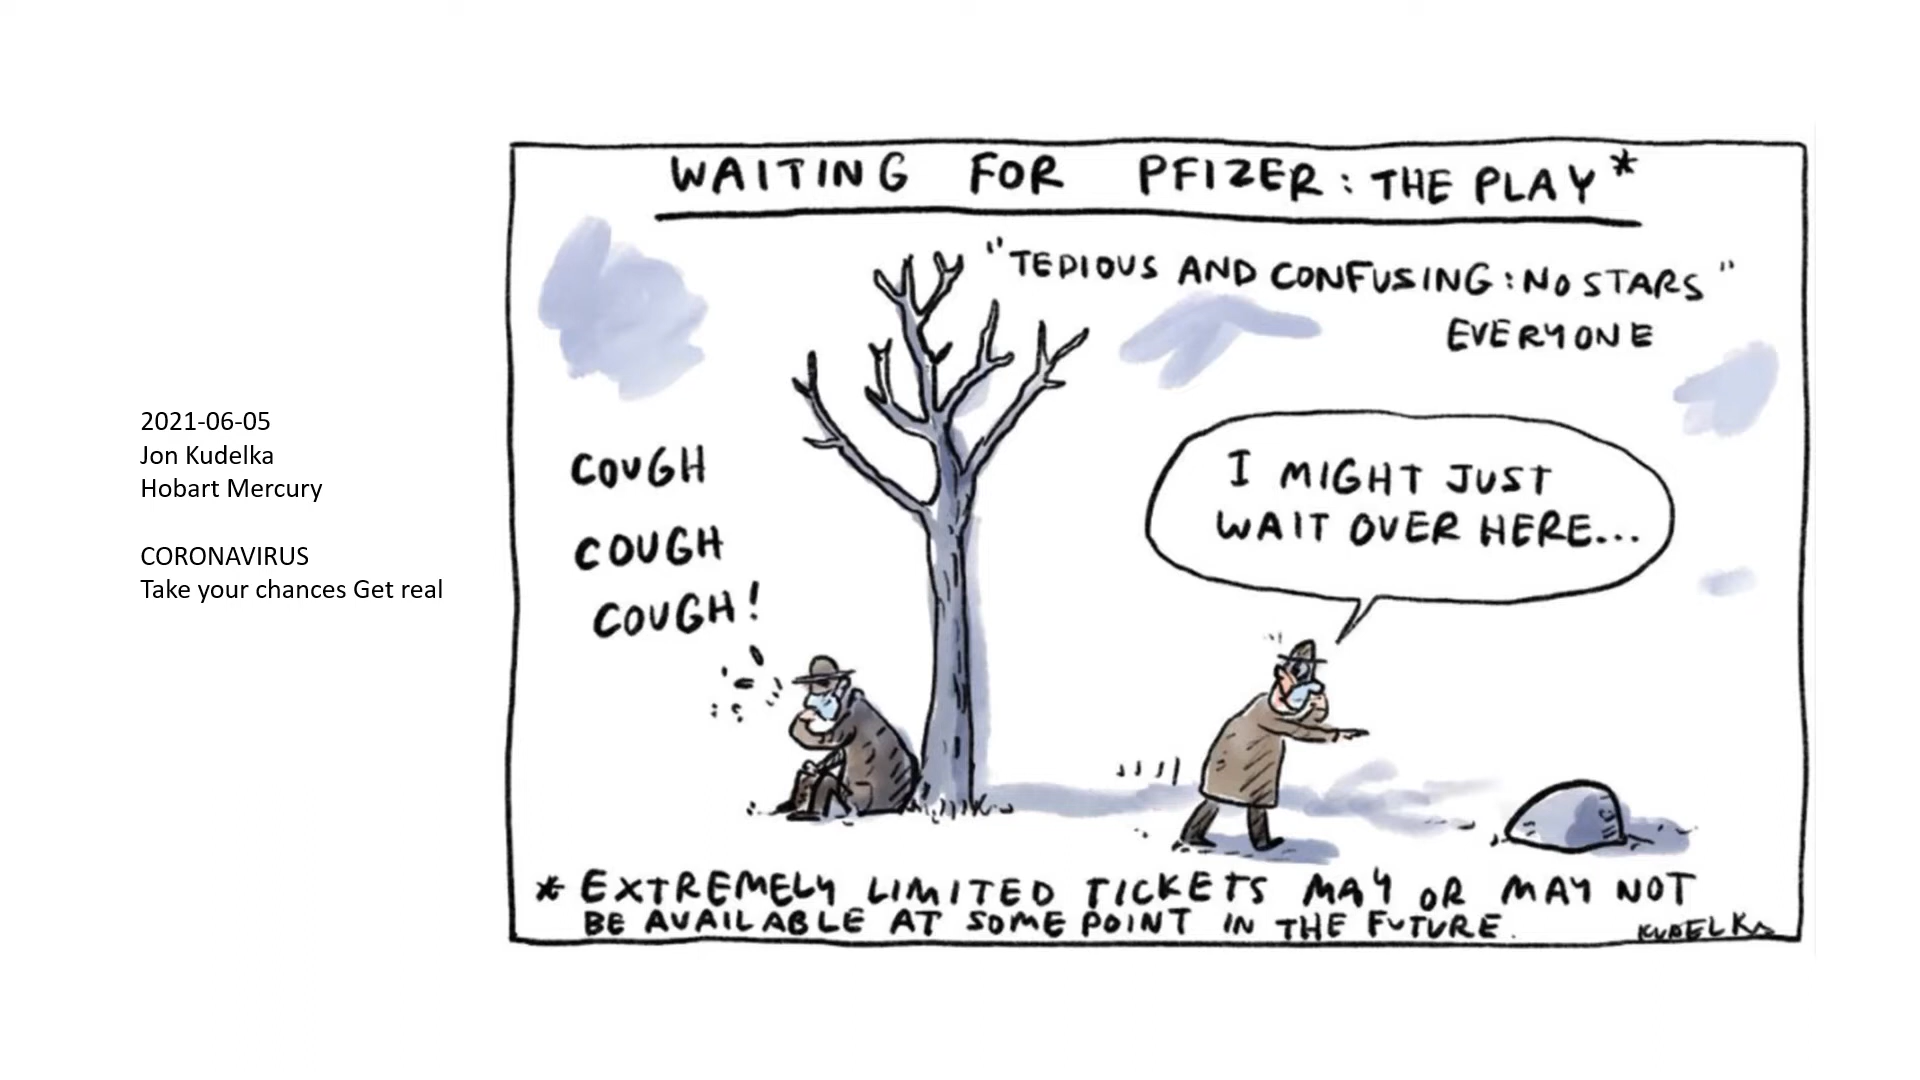 2021-06-05
Jon Kudelka
Hobart Mercury
CORONAVIRUS
Take your chances Get real
WAITING FOR PFIZER: THE PLAY*
"TEDIOUS AND CONFUSING: NO STARS"
EVERYONE
COUGH
COUGH
COUGH!
I MIGHT JUST
WAIT OVER HERE...
* EXTREMELY LIMITED TICKETS MAY OR MAY NOT
BE AVAILABLE AT SOME POINT IN THE FUTURE.
KUDELKA